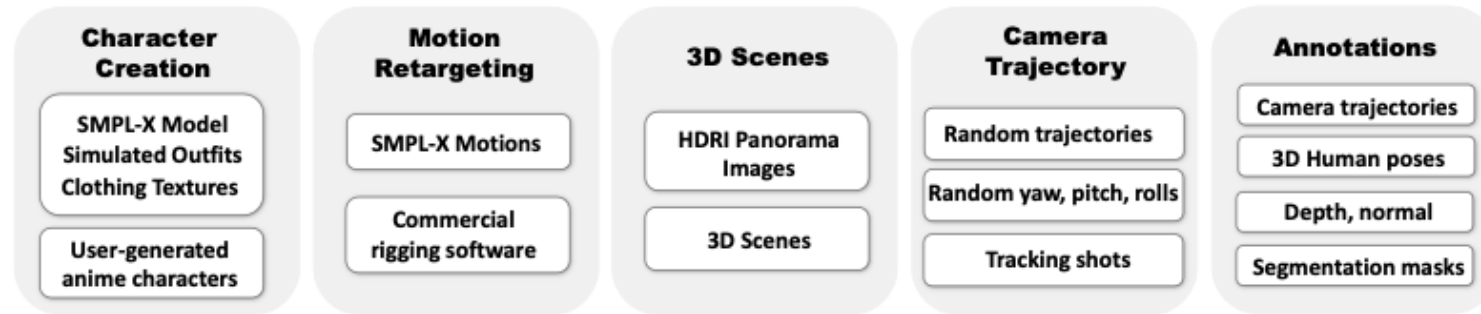 Character
Creation
SMPL-X Model
Simulated Outfits
Clothing Textures
User-generated
anime characters
Motion
Retargeting
SMPL-X Motions
Commercial
rigging software
3D Scenes
HDRI Panorama
Images
3D Scenes
Camera
Trajectory
Random trajectories
Random yaw, pitch, rolls
Tracking shots
Annotations
Camera trajectories
3D Human poses
Depth, normal
Segmentation masks